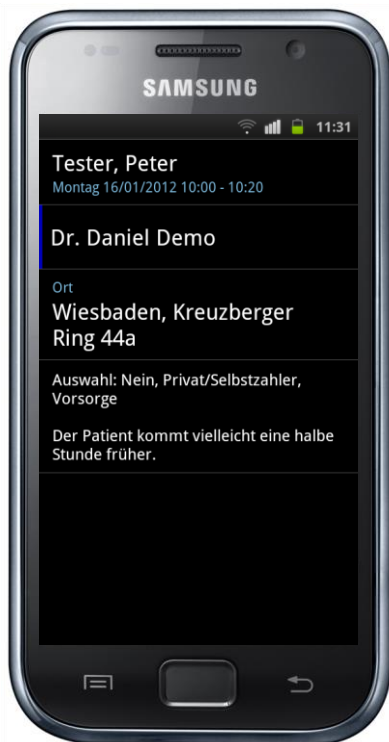 SAMSUNG
11:31
Tester, Peter
Montag 16/01/2012 10:00 - 10:20
Dr. Daniel Demo
Ort
Wiesbaden, Kreuzberger
Ring 44a
Auswahl: Nein, Privat/Selbstzahler,
Vorsorge
Der Patient kommt vielleicht eine halbe
Stunde früher.